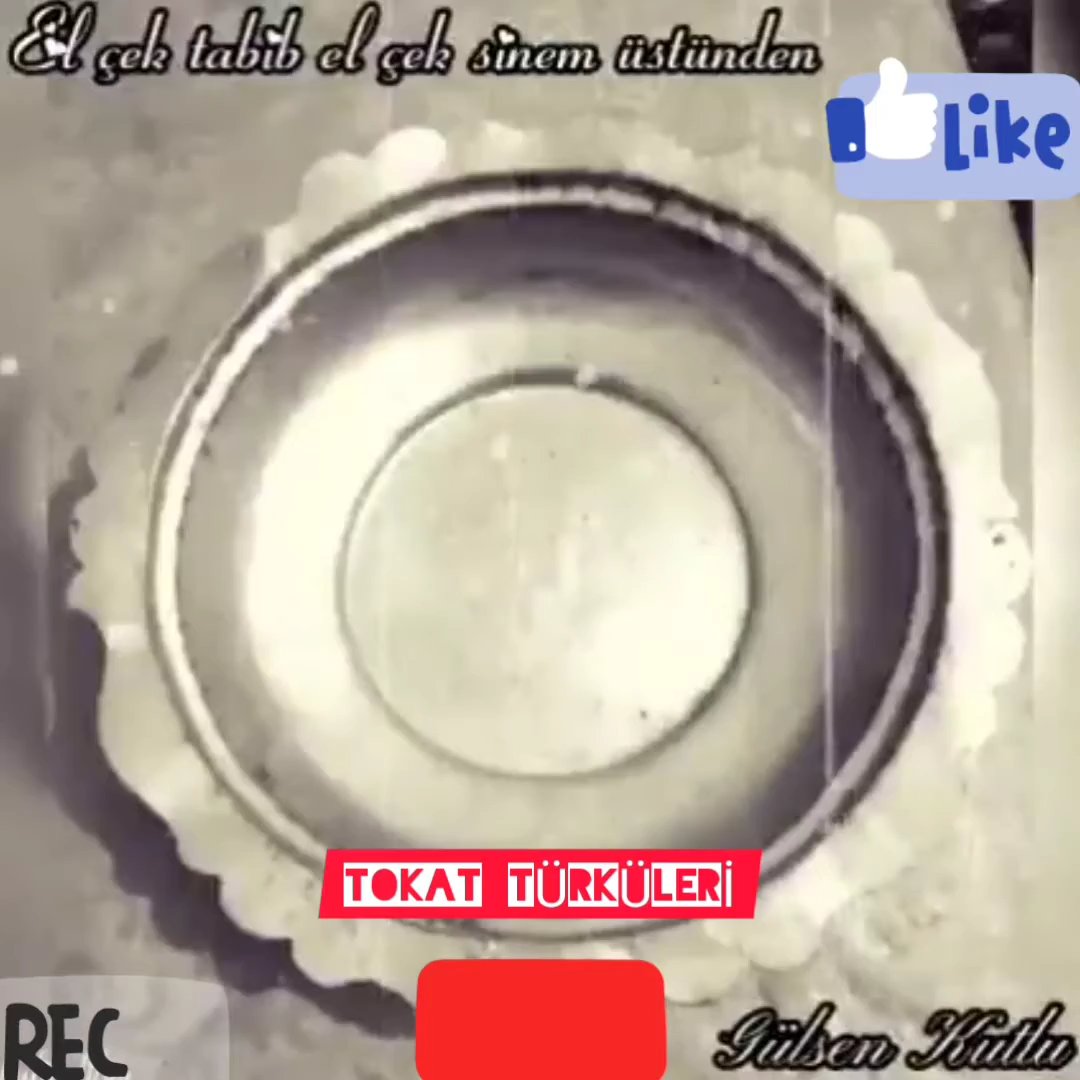 El çek tabib el çek sinem üstünden
Like
TOKAT TÜRKÜLERİ
REC
Gülsen Kutlu